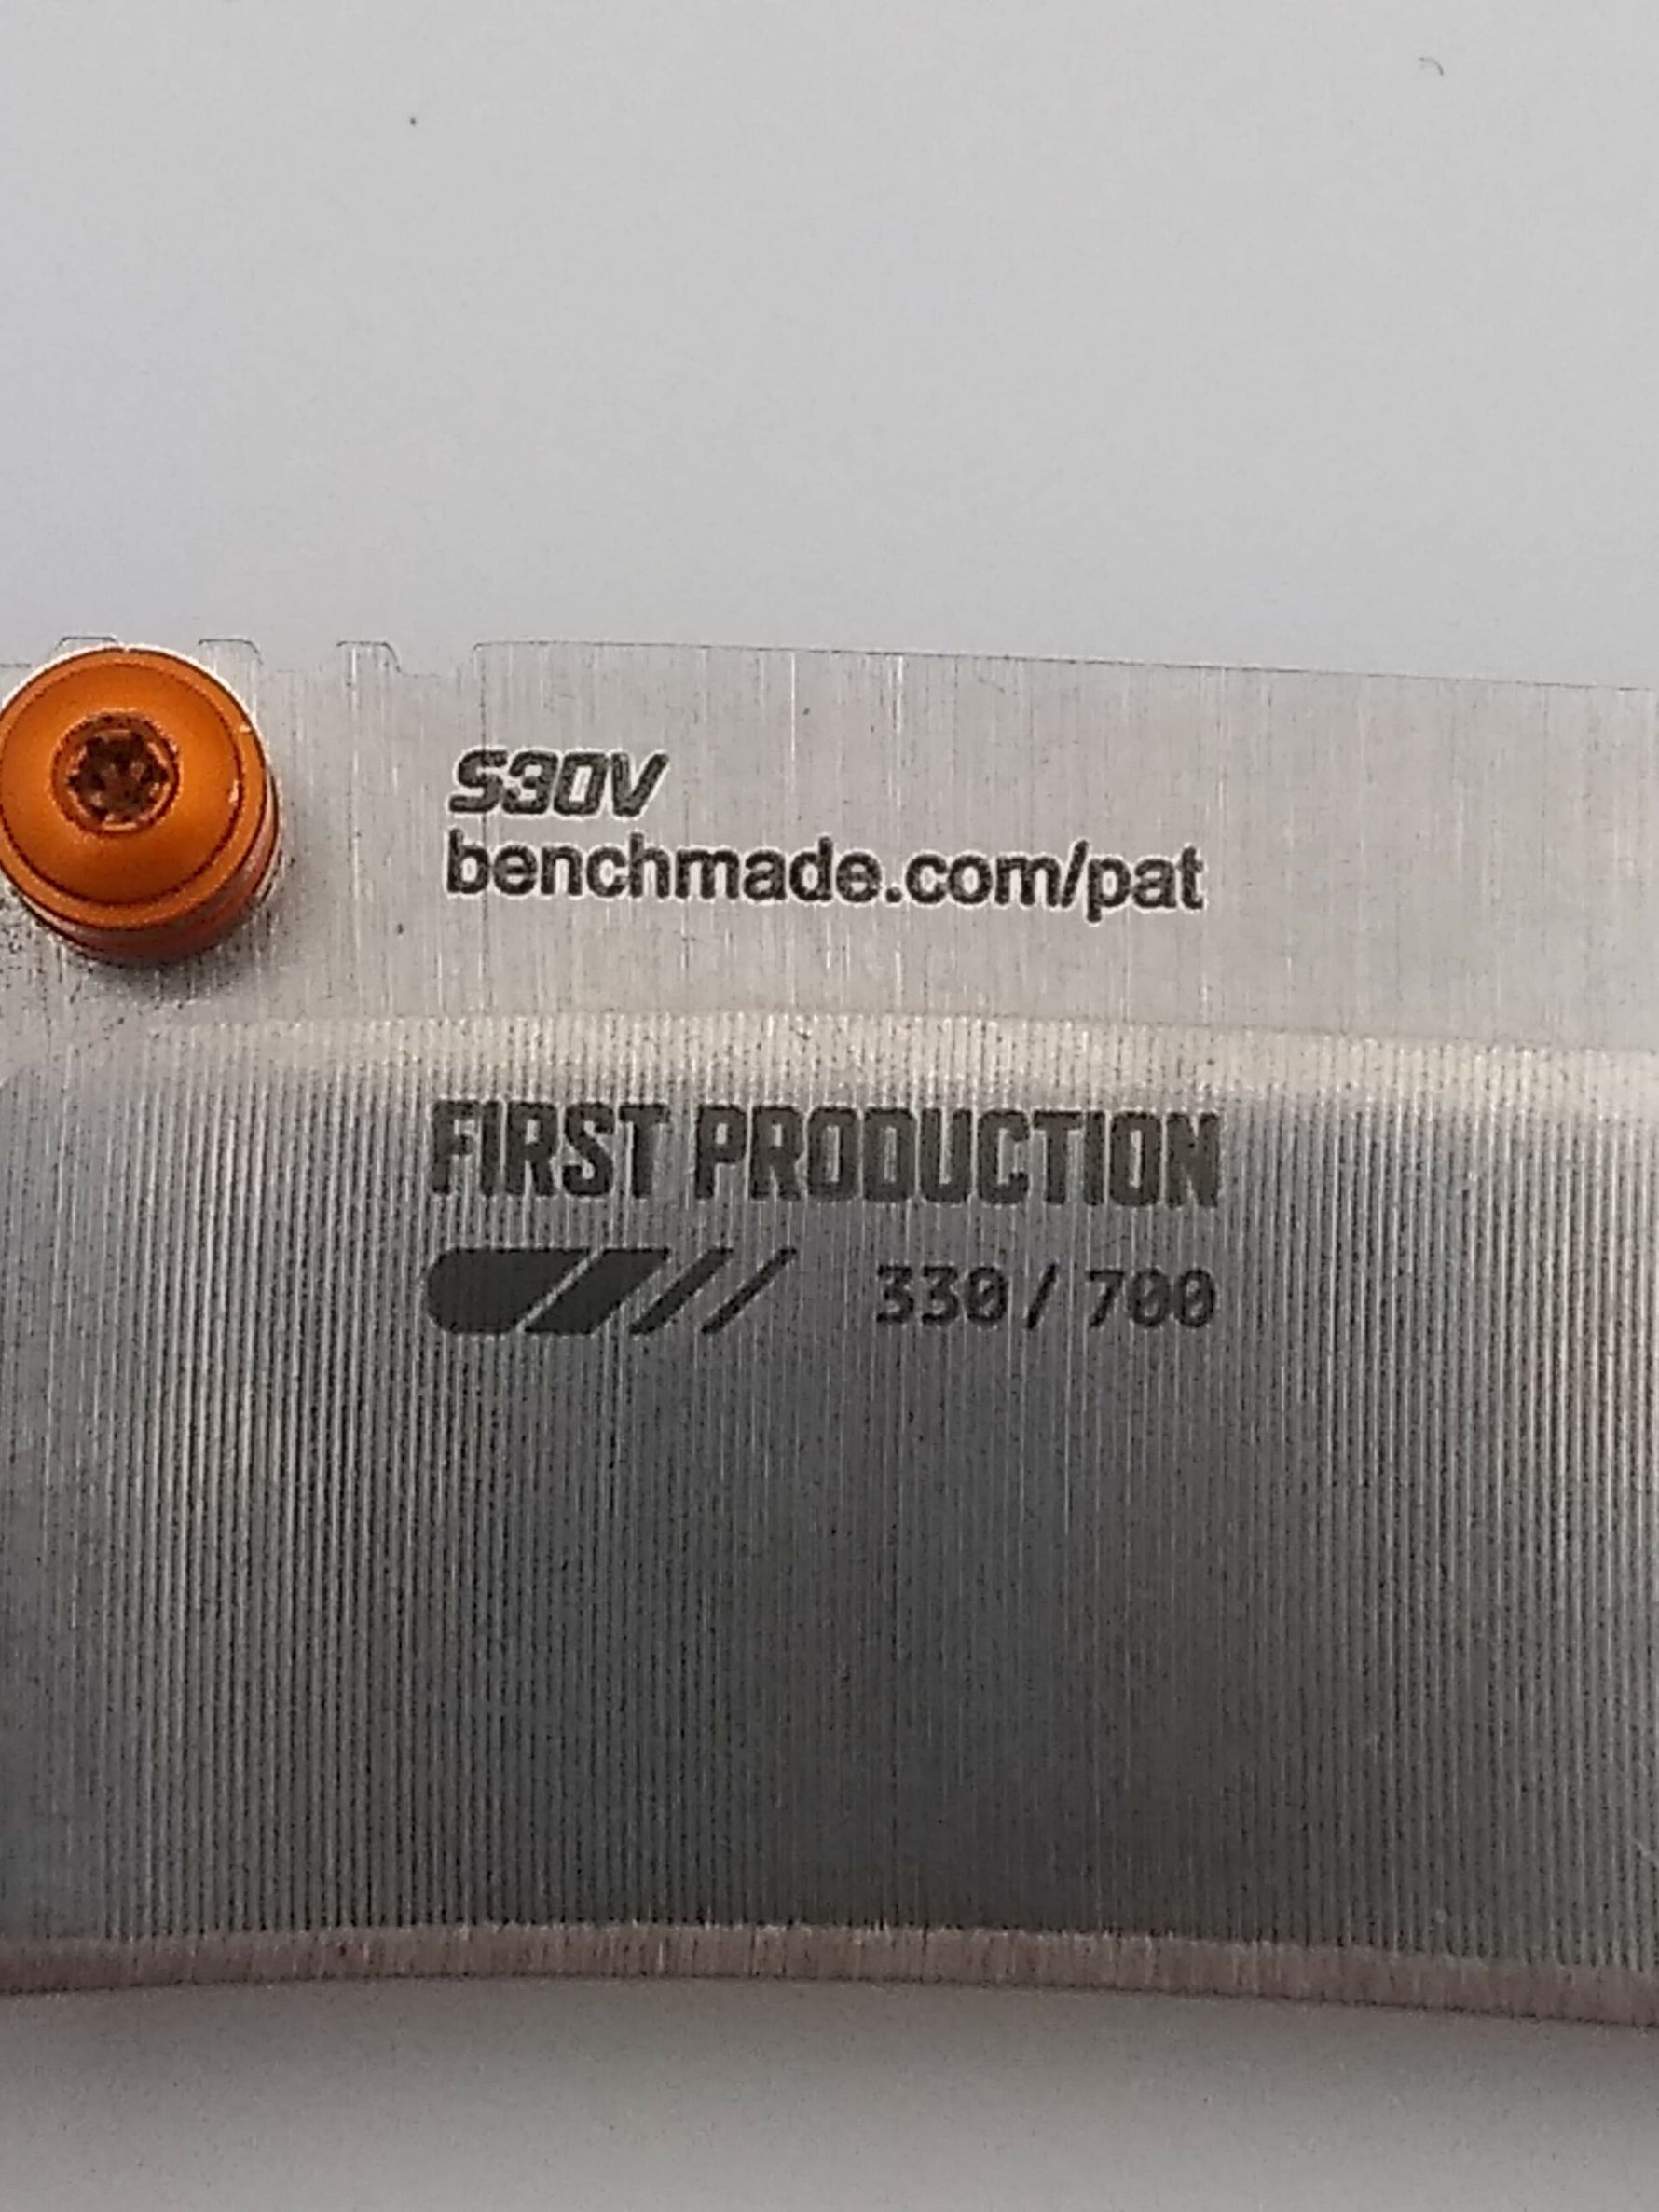 S30V
benchmade.com/pat
FIRST PRODUCTION
330/700